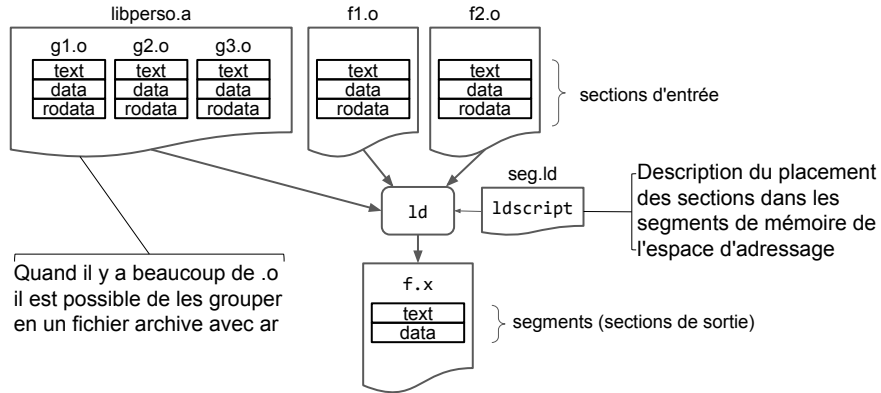 libperso.a
f1.o
f2.o
g1.o
g2.o
g3.o
text
data
rodata
text
data
rodata
text
data
rodata
text
data
rodata
text
data
rodata
sections d'entrée
ld
seg.ld
ldscript
Description du placement
des sections dans les
segments de mémoire de
l'espace d'adressage
Quand il y a beaucoup de .o
il est possible de les grouper
en un fichier archive avec ar
f.x
text
data
segments (sections de sortie)